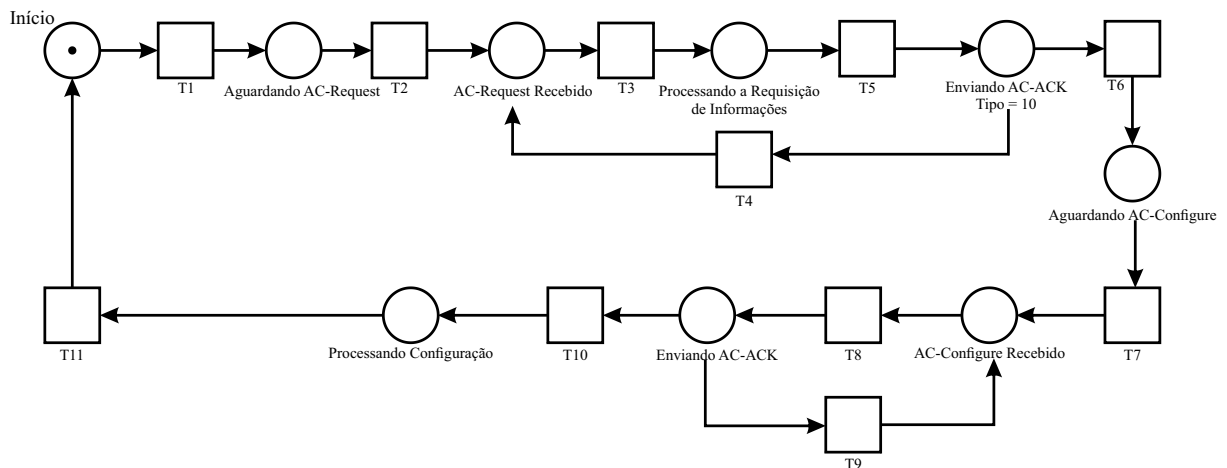 Início
T1
Aguardando AC-Request
T2
AC-Request Recebido
T3
Processando a Requisição
de Informações
T5
Enviando AC-ACK
Tipo = 10
T6
T4
Aguardando AC-Configure
T11
Processando Configuração
T10
Enviando AC-ACK
T8
AC-Configure Recebido
T7
T9